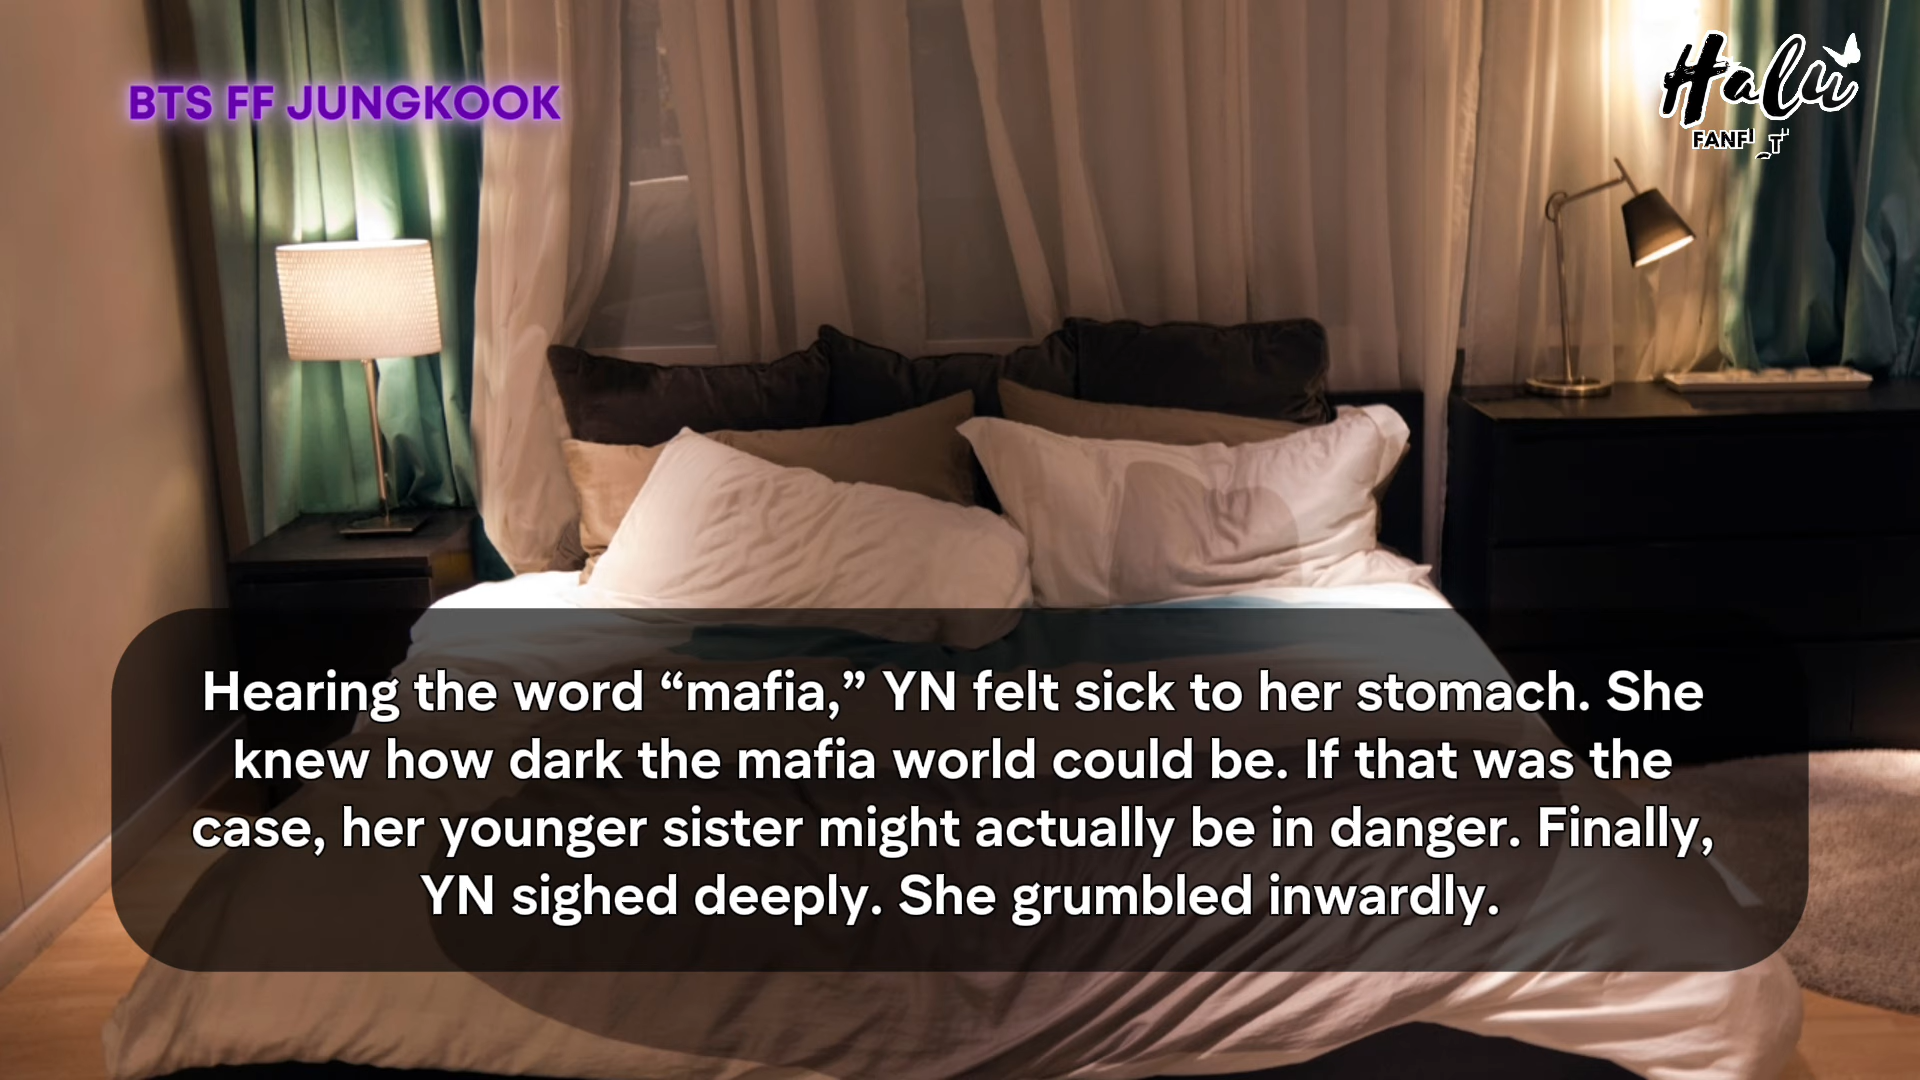 BTS FF JUNGKOOK
Halu
Hearing the word “mafia,” YN felt sick to her stomach. She
knew how dark the mafia world could be. If that was the
case, her younger sister might actually be in danger. Finally,
YN sighed deeply. She grumbled inwardly.